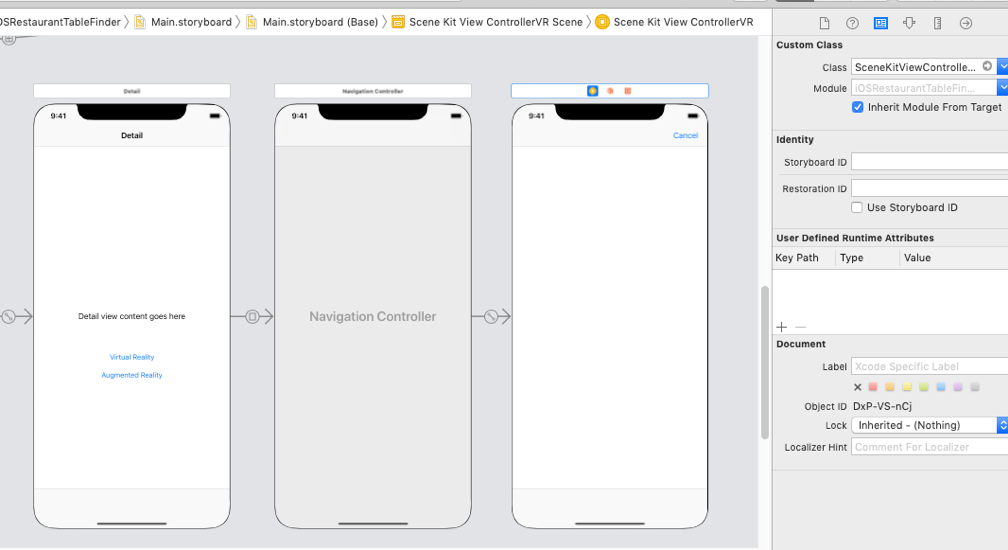 OSRestaurantTableFinder Main.storyboard Main.storyboard (Base) Scene Kit View ControllerVR Scene Scene Kit View ControllerVR
Detail
9:41
Detail
Detail view content goes here
Virtual Reality
Augmented Reality
Navigation Controller
9:41
Navigation Controller
9:41
Cancel
Custom Class
Class SceneKitViewControlle...
Module iOSRestaurantTableFin...
Inherit Module From Target
Identity
Storyboard ID
Restoration ID
Use Storyboard ID
User Defined Runtime Attributes
Key Path Type Value
Document
Label Xcode Specific Label
Object ID DxP-VS-nCj
Lock Inherited - (Nothing)
Localizer Hint Comment For Localizer